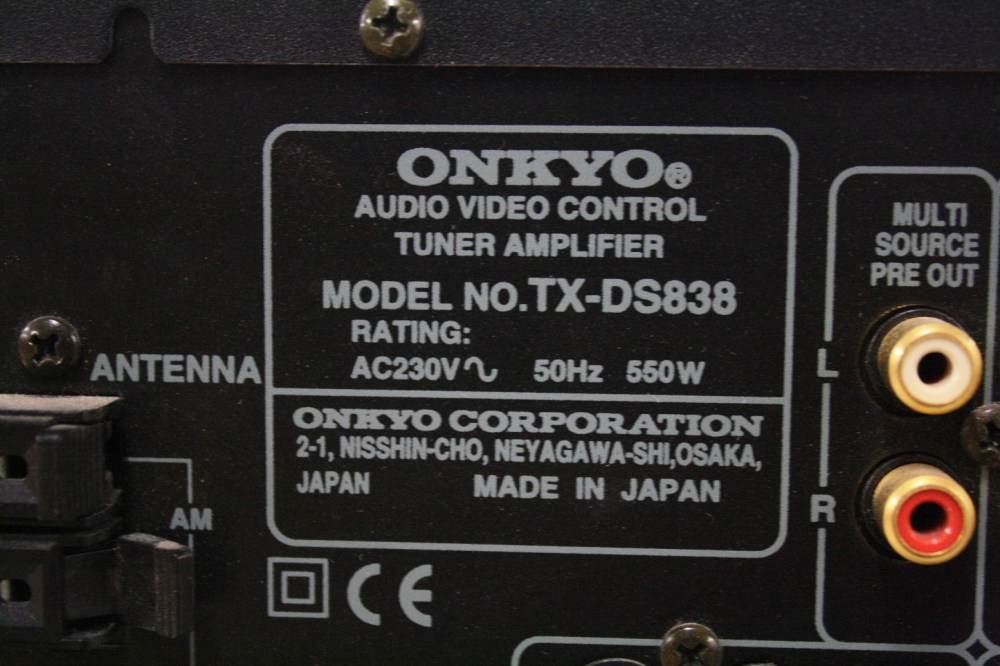 ONKYO®
AUDIO VIDEO CONTROL
TUNER AMPLIFIER
MODEL NO.TX-DS838
RATING:
AC230V∿ 50Hz 550W
ONKYO CORPORATION
2-1, NISSHIN-CHO, NEYAGAWA-SHI,OSAKA,
JAPAN MADE IN JAPAN
CE
ANTENNA
AM
MULTI
SOURCE
PRE OUT
L
R